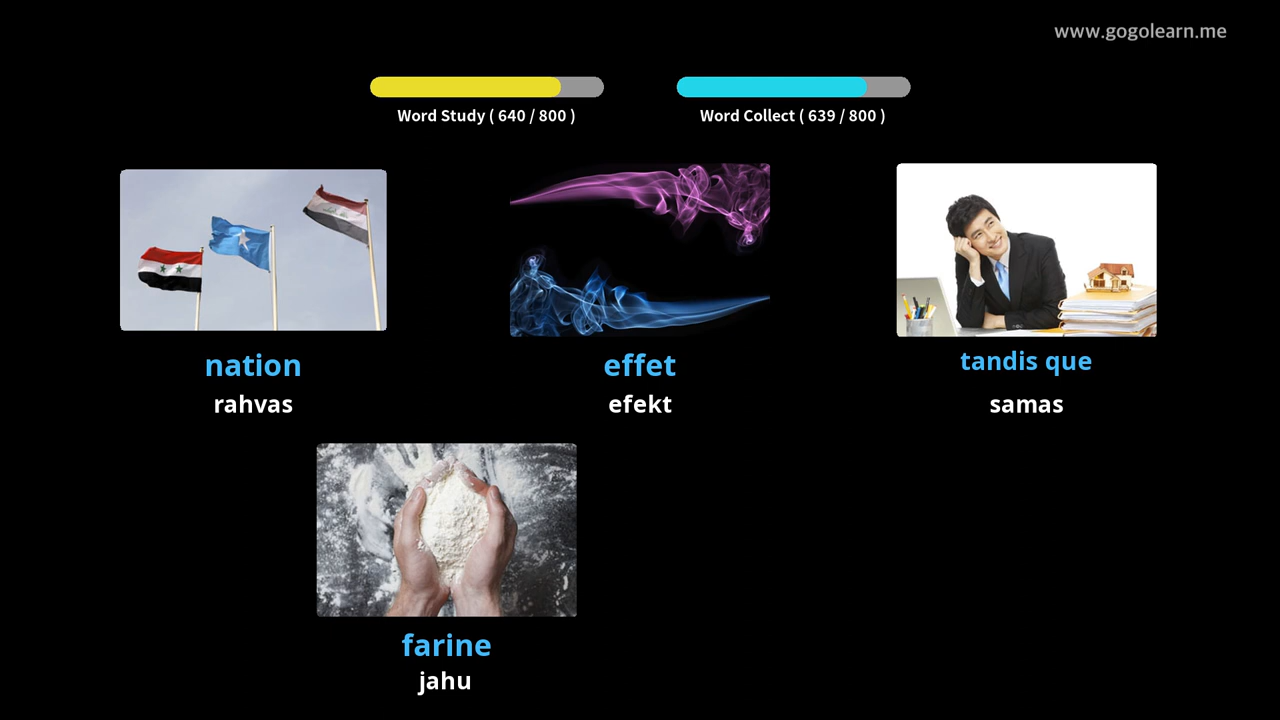 www.gogolearn.me
Word Study ( 640 / 800 )
Word Collect ( 639 / 800 )
nation
rahvas
effet
efekt
tandis que
samas
farine
jahu